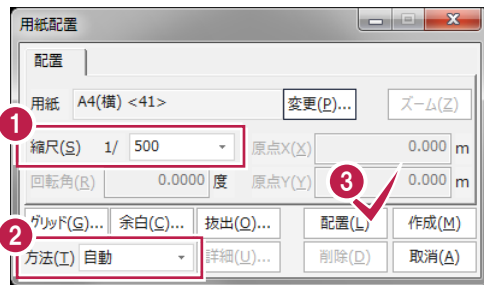 用紙配置
配置
用紙 A4(横) <41> 変更(P)... ズーム(Z)
1
縮尺(S) 1/ 500 原点X(X) 0.000 m
回転角(R) 0.0000 度 原点Y(Y) 3 0.000 m
グリッド(G)... 余白(C)... 抜出(O)... 配置(L) 作成(M)
2
方法(T) 自動 詳細(U)... 削除(D) 取消(A)